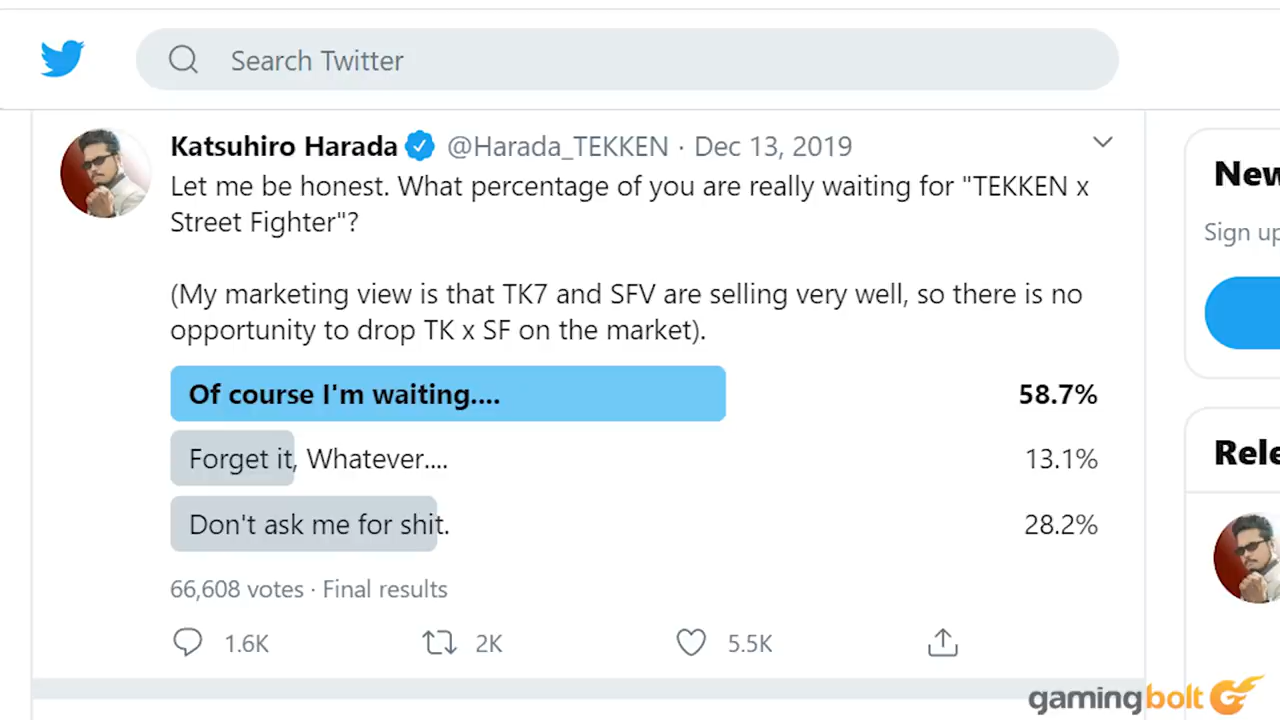 Search Twitter
Katsuhiro Harada @Harada_TEKKEN · Dec 13, 2019
Let me be honest. What percentage of you are really waiting for "TEKKEN x
Street Fighter"?
(My marketing view is that TK7 and SFV are selling very well, so there is no
opportunity to drop TK x SF on the market).
Of course I'm waiting.... 58.7%
Forget it, Whatever.... 13.1%
Don't ask me for shit. 28.2%
66,608 votes · Final results
1.6K 2K 5.5K
New
Sign up
Rele
gamingbolt